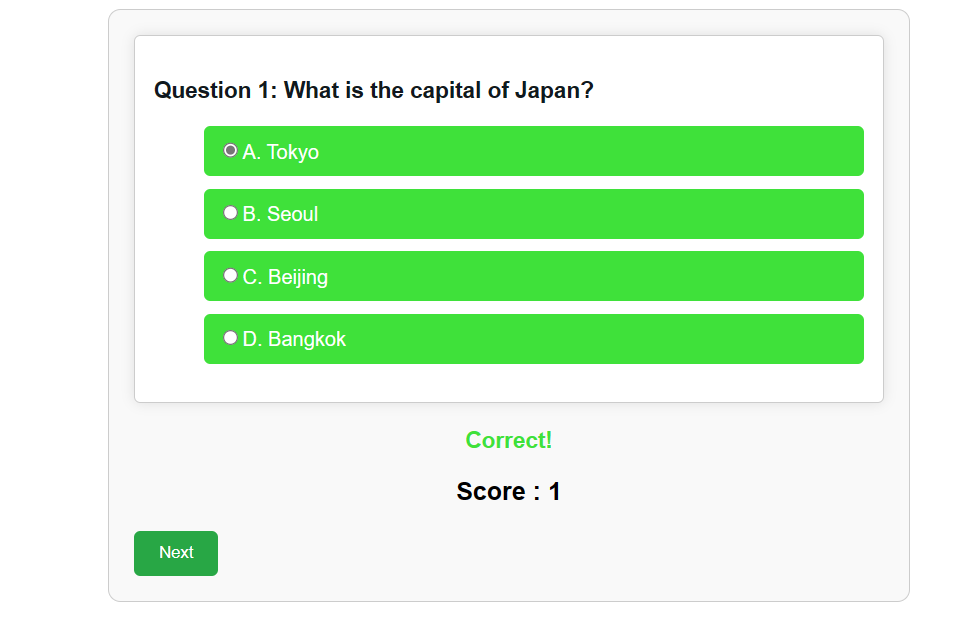 Question 1: What is the capital of Japan?
A. Tokyo
B. Seoul
C. Beijing
D. Bangkok
Correct!
Score : 1
Next